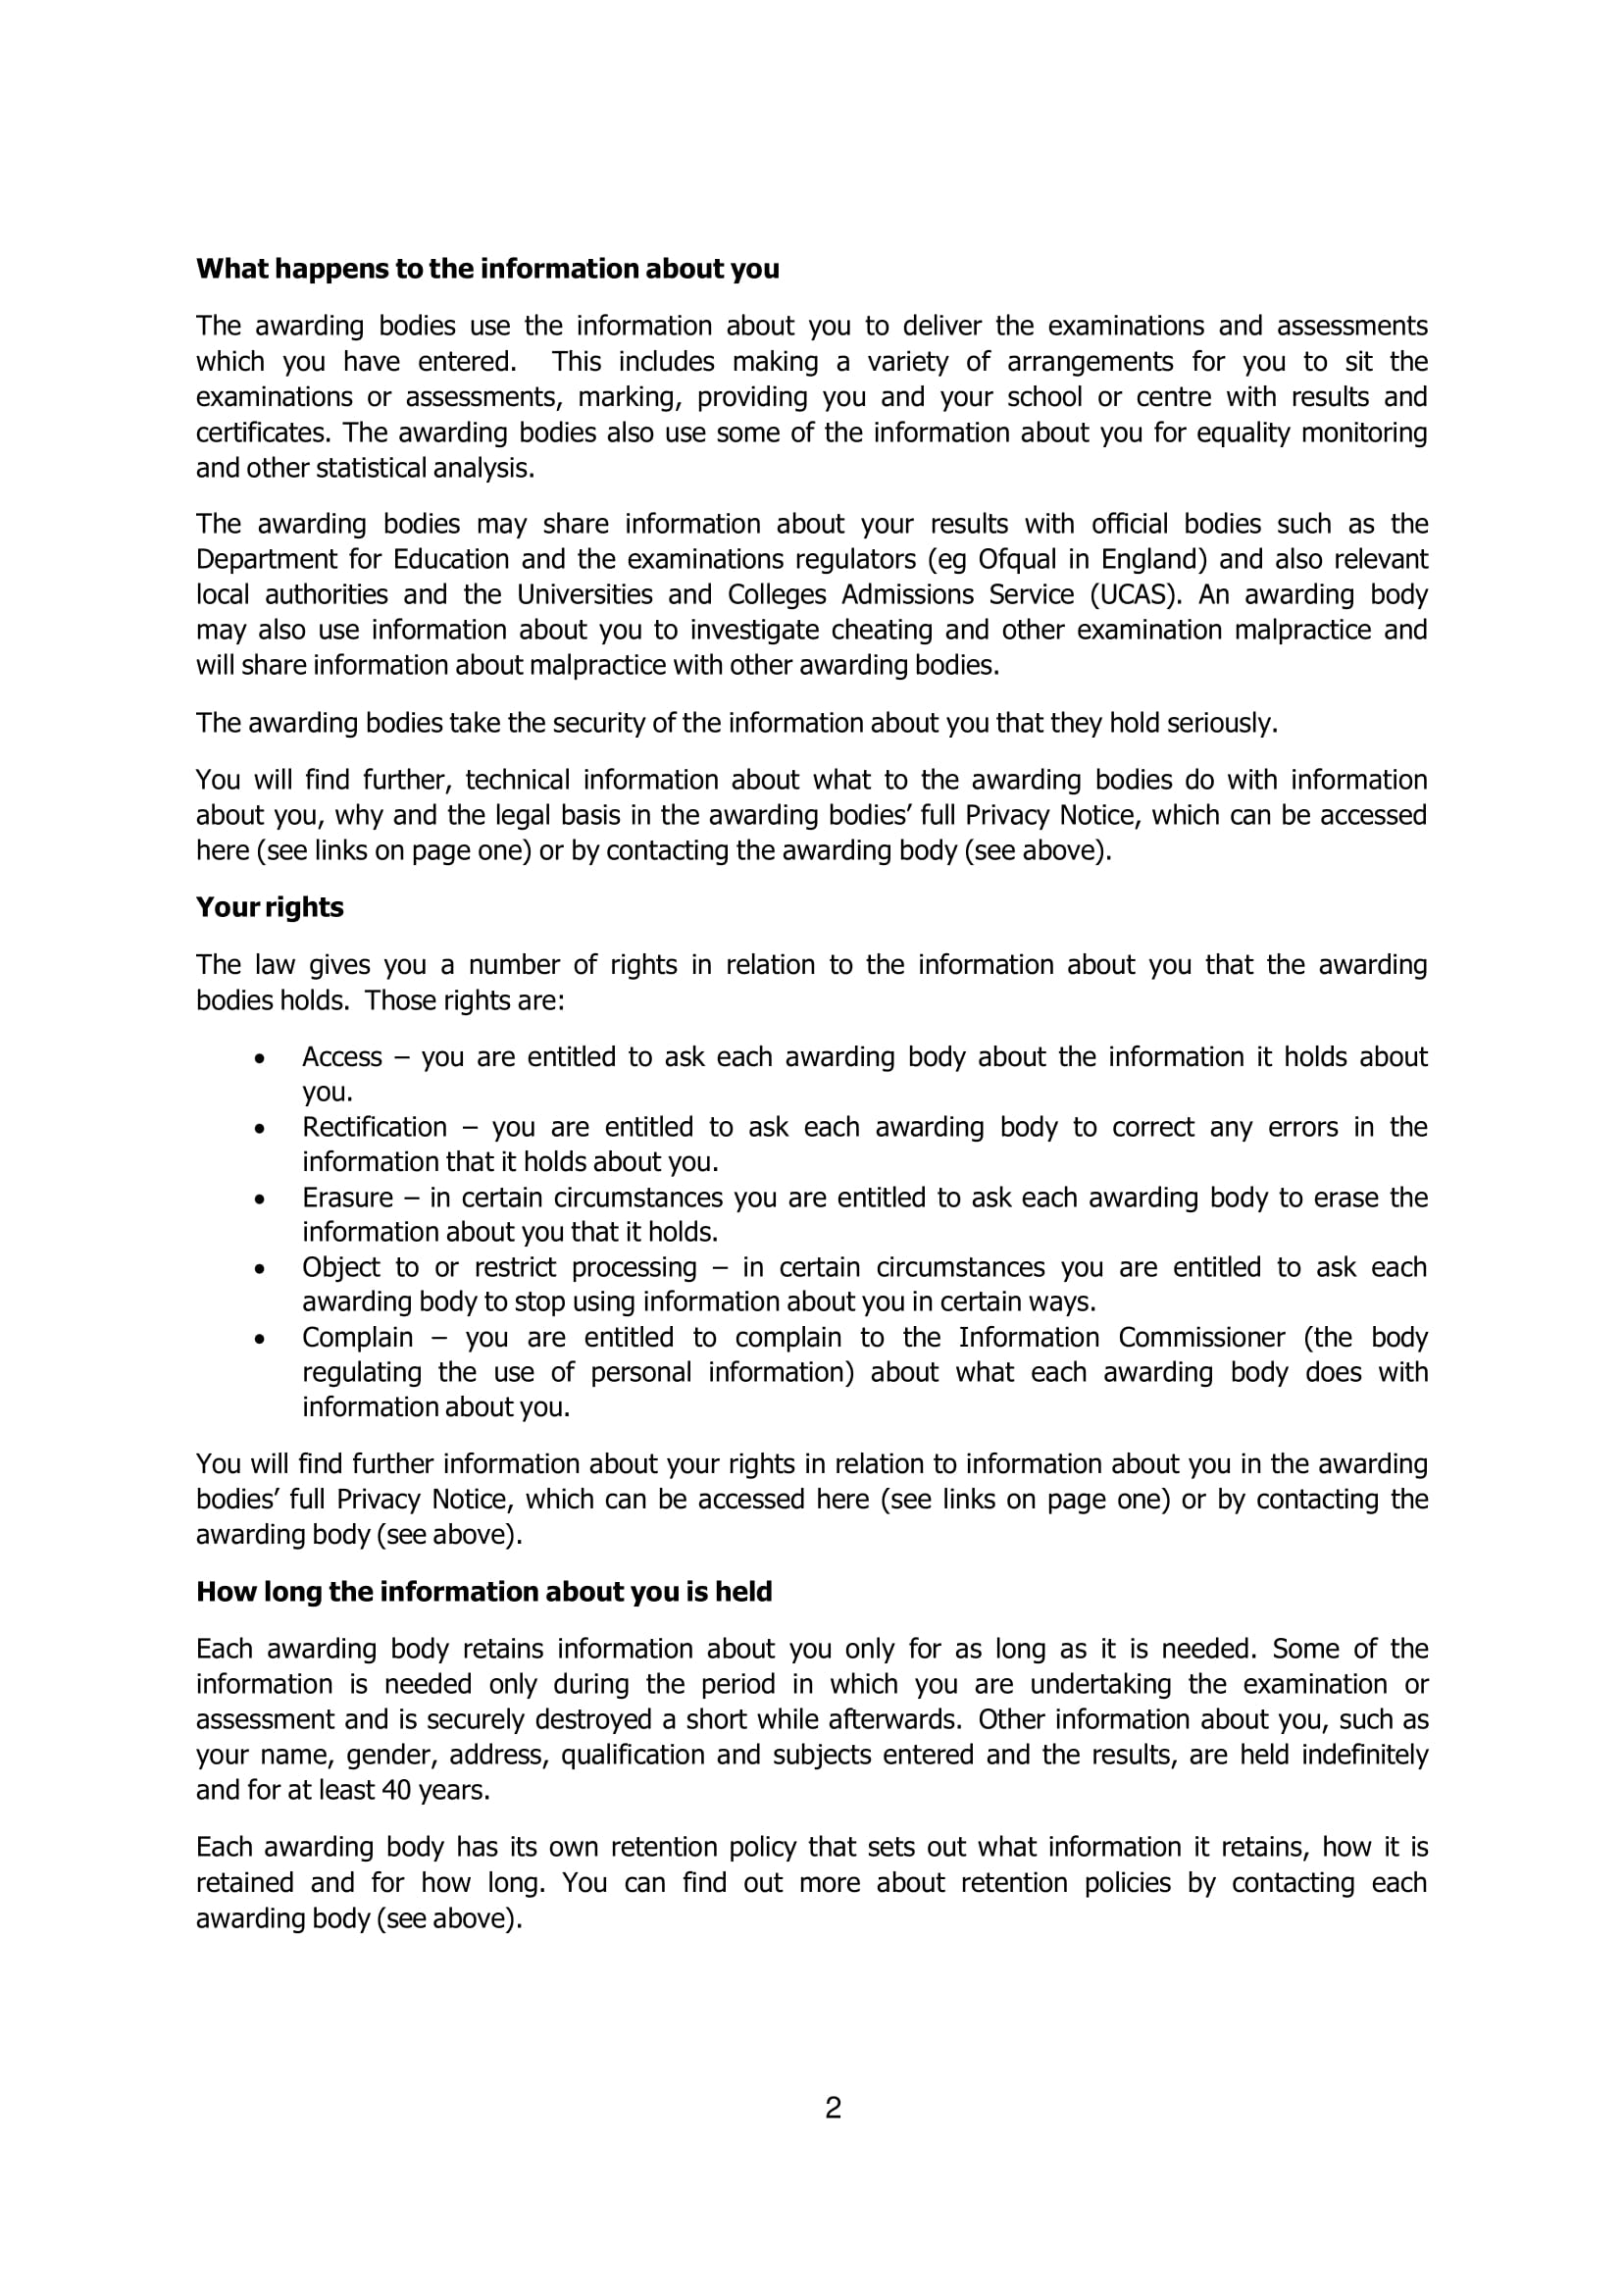 What happens to the information about you
The awarding bodies use the information about you to deliver the examinations and assessments
which you have entered.  This includes making a variety of arrangements for you to sit the
examinations or assessments, marking, providing you and your school or centre with results and
certificates. The awarding bodies also use some of the information about you for equality monitoring
and other statistical analysis.
The awarding bodies may share information about your results with official bodies such as the
Department for Education and the examinations regulators (eg Ofqual in England) and also relevant
local authorities and the Universities and Colleges Admissions Service (UCAS). An awarding body
may also use information about you to investigate cheating and other examination malpractice and
will share information about malpractice with other awarding bodies.
The awarding bodies take the security of the information about you that they hold seriously.
You will find further, technical information about what to the awarding bodies do with information
about you, why and the legal basis in the awarding bodies’ full Privacy Notice, which can be accessed
here (see links on page one) or by contacting the awarding body (see above).
Your rights
The law gives you a number of rights in relation to the information about you that the awarding
bodies holds.  Those rights are:
• Access – you are entitled to ask each awarding body about the information it holds about
you.
• Rectification – you are entitled to ask each awarding body to correct any errors in the
information that it holds about you.
• Erasure – in certain circumstances you are entitled to ask each awarding body to erase the
information about you that it holds.
• Object to or restrict processing – in certain circumstances you are entitled to ask each
awarding body to stop using information about you in certain ways.
• Complain – you are entitled to complain to the Information Commissioner (the body
regulating the use of personal information) about what each awarding body does with
information about you.
You will find further information about your rights in relation to information about you in the awarding
bodies’ full Privacy Notice, which can be accessed here (see links on page one) or by contacting the
awarding body (see above).
How long the information about you is held
Each awarding body retains information about you only for as long as it is needed. Some of the
information is needed only during the period in which you are undertaking the examination or
assessment and is securely destroyed a short while afterwards.  Other information about you, such as
your name, gender, address, qualification and subjects entered and the results, are held indefinitely
and for at least 40 years.
Each awarding body has its own retention policy that sets out what information it retains, how it is
retained and for how long. You can find out more about retention policies by contacting each
awarding body (see above).
2